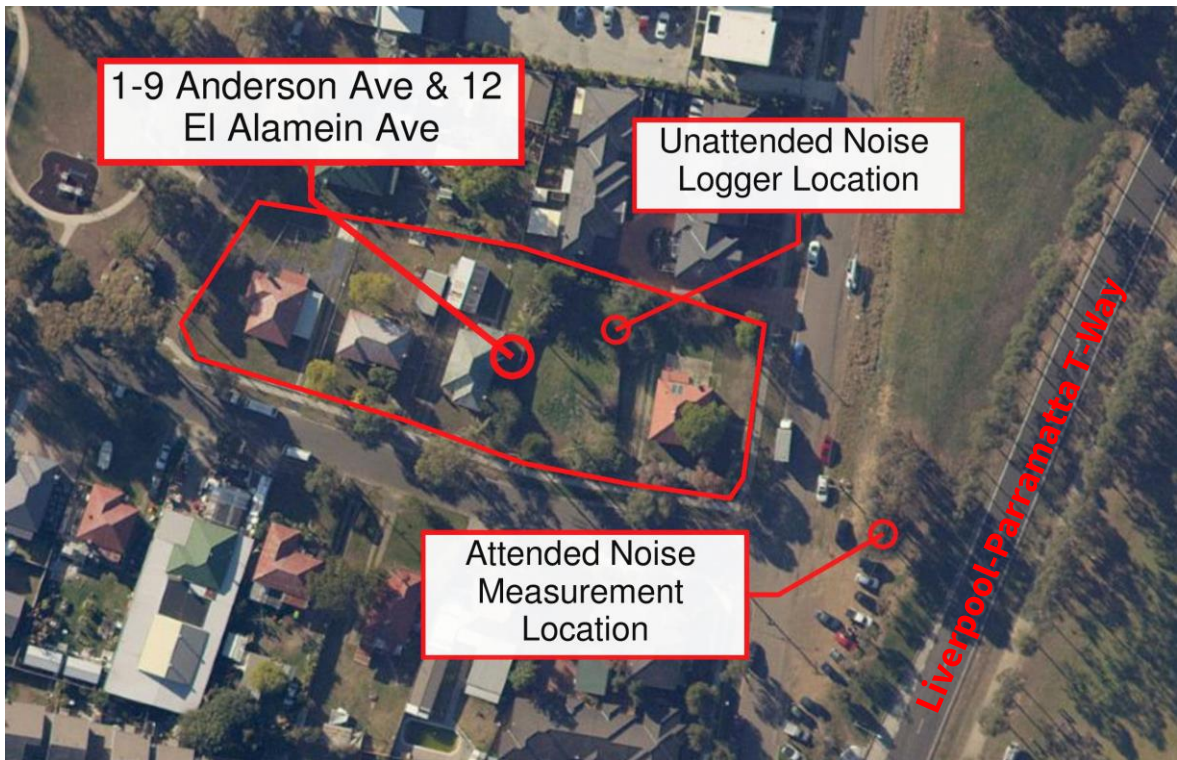 1-9 Anderson Ave & 12
El Alamein Ave
Unattended Noise
Logger Location
Attended Noise
Measurement
Location
Liverpool-Parramatta T-Way